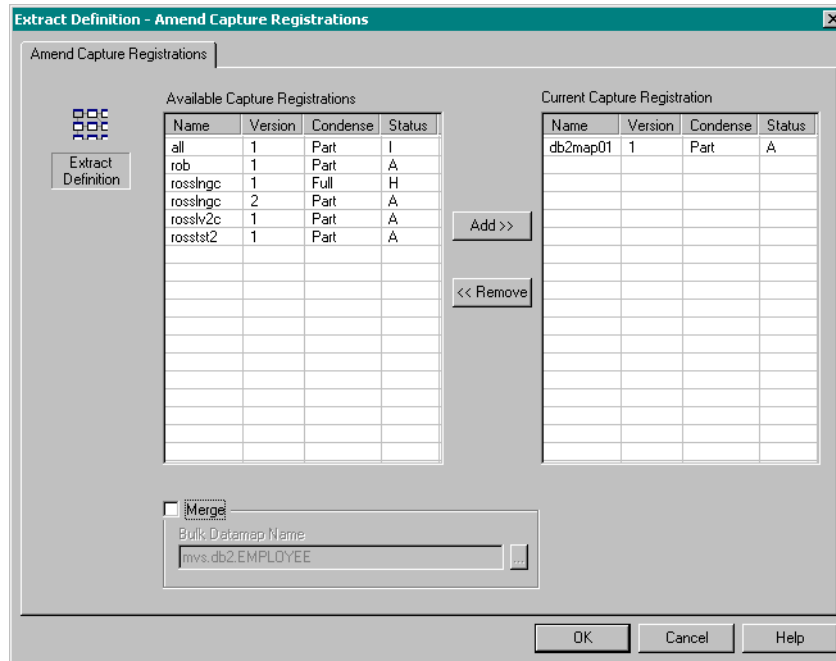 Extract Definition - Amend Capture Registrations
Amend Capture Registrations
Extract
Definition
Available Capture Registrations
Name Version Condense Status
all 1 Part I
rob 1 Part A
rosslngc 1 Full H
rosslngc 2 Part A
rosslv2c 1 Part A
rosstst2 1 Part A
Add >>
<< Remove
Current Capture Registration
Name Version Condense Status
db2map01 1 Part A
Merge
Bulk Datamap Name
mvs.db2.EMPLOYEE
...
OK Cancel Help